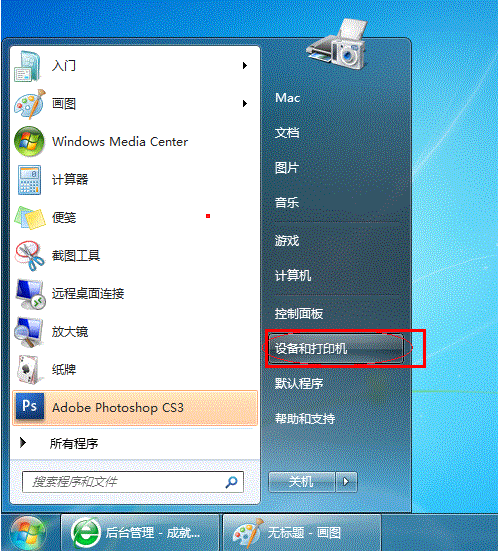 入门
画图
Windows Media Center
计算器
便笺
截图工具
远程桌面连接
放大镜
纸牌
Ps Adobe Photoshop CS3
所有程序
搜索程序和文件
Mac
文档
图片
音乐
游戏
计算机
控制面板
设备和打印机
默认程序
帮助和支持
关机
后台管理 - 成就...
无标题 - 画图